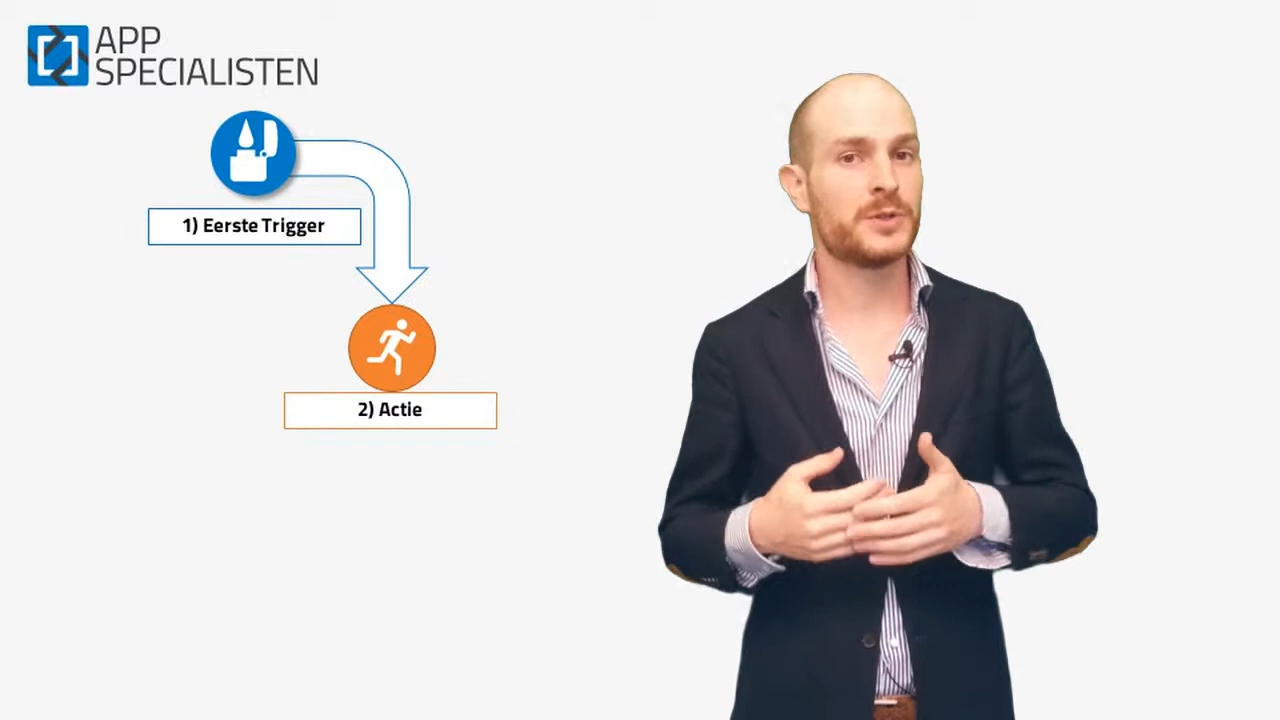 APP
SPECIALISTEN
1) Eerste Trigger
2) Actie